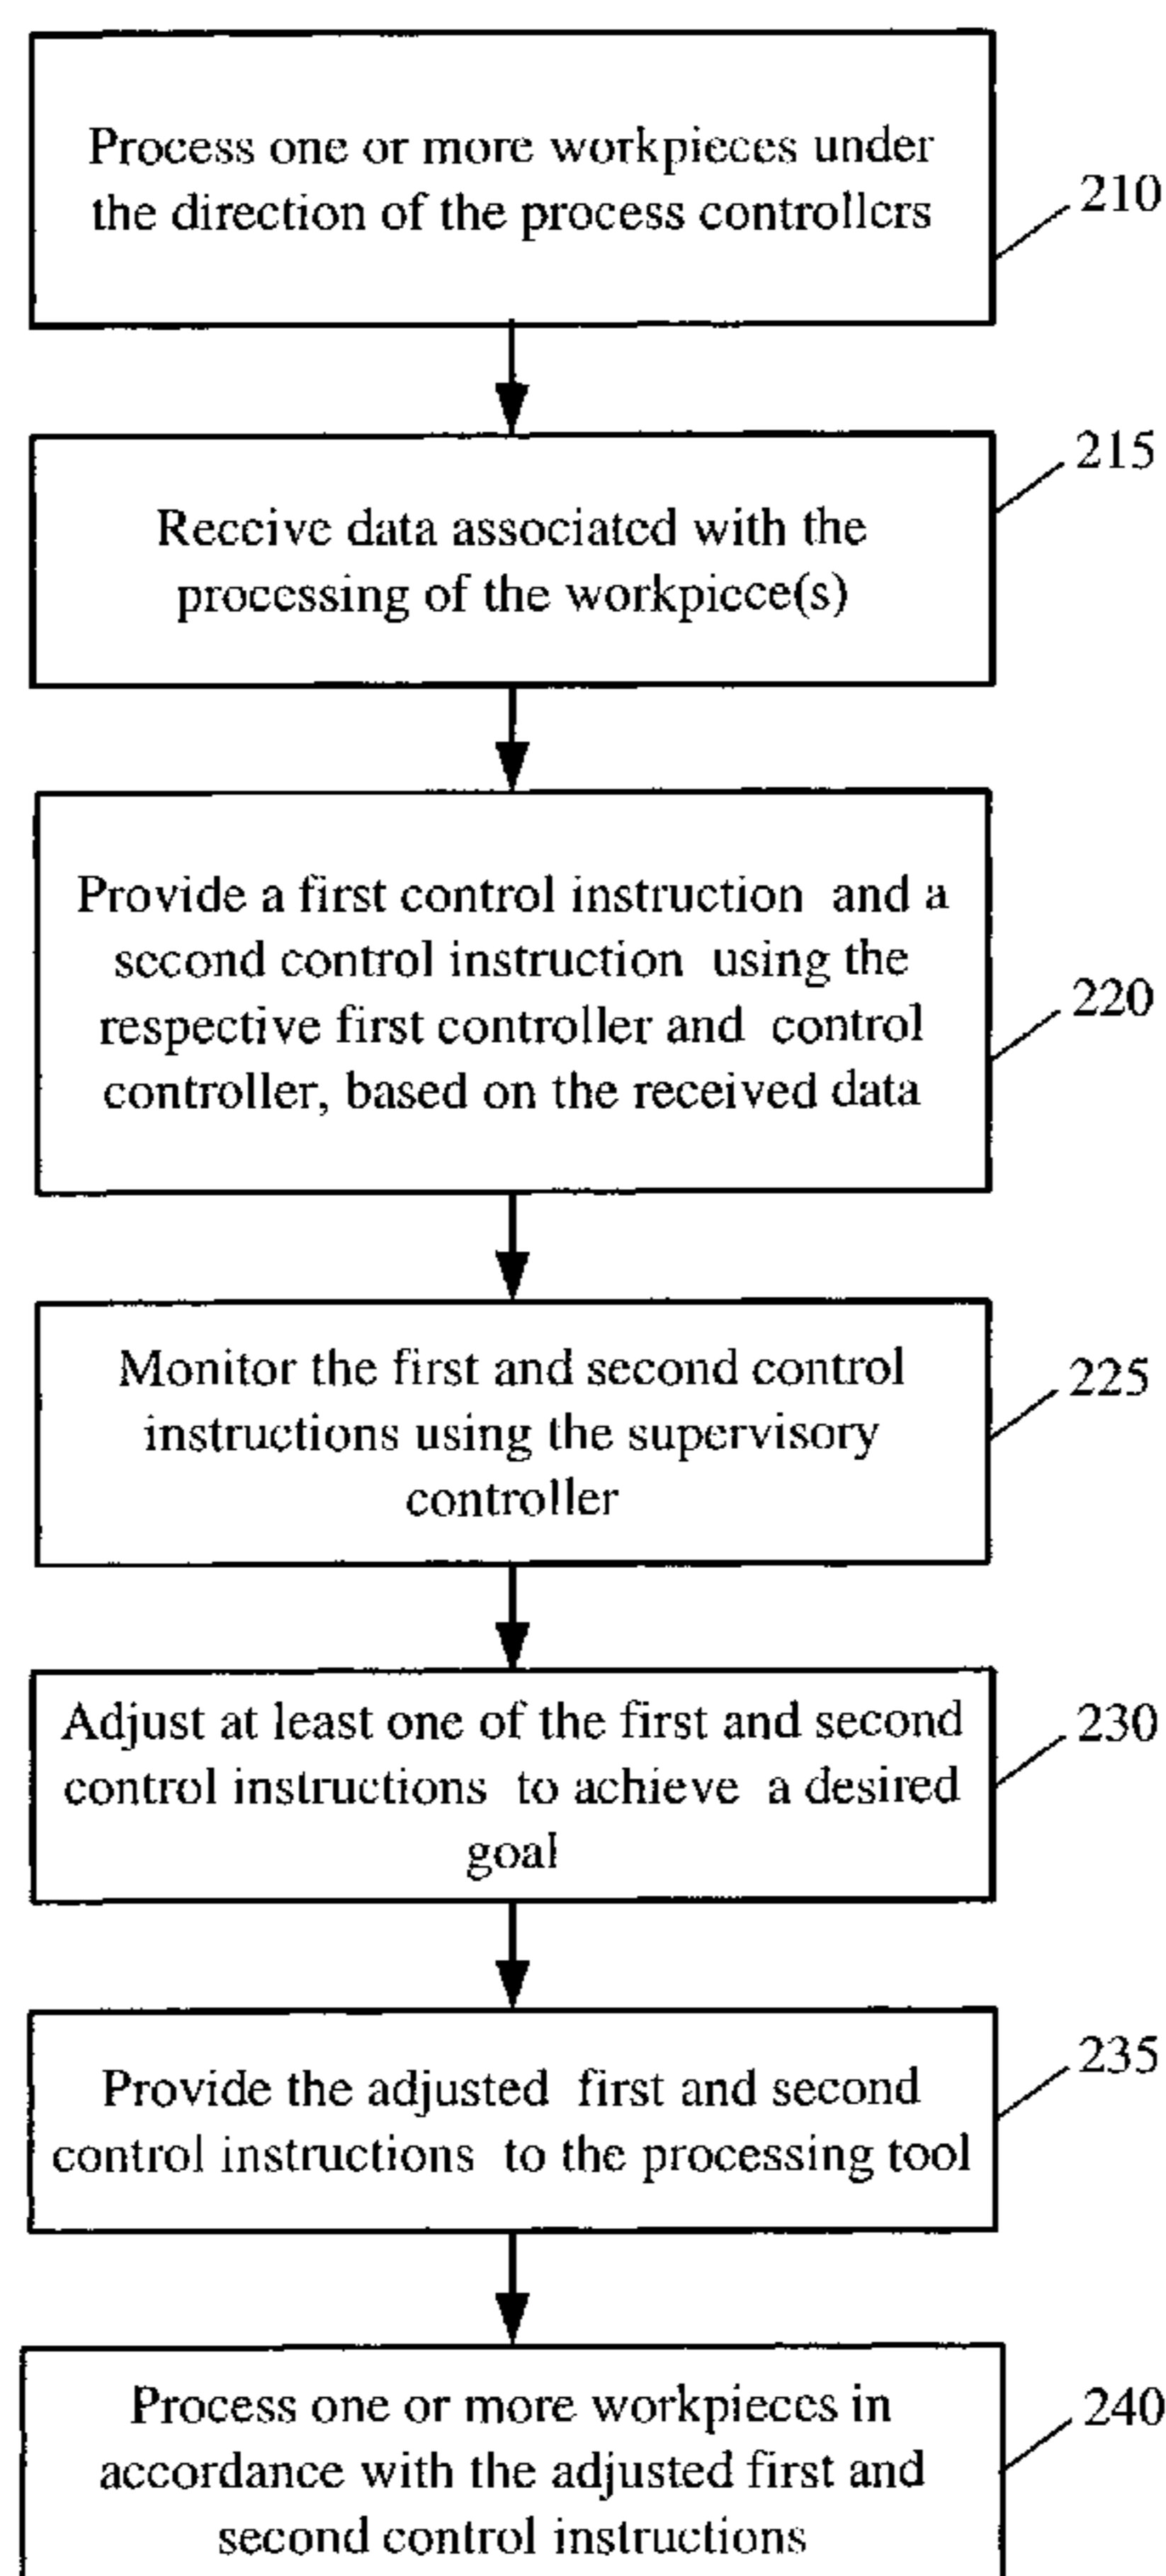 Process one or more workpieces under
the direction of the process controllers
210
215
Receive data associated with the
processing of the workpiece(s)
Provide a first control instruction and a
second control instruction using the
respective first controller and control
controller, based on the received data
220
Monitor the first and second control
instructions using the supervisory
controller
225
Adjust at least one of the first and second
control instructions to achieve a desired
goal
230
Provide the adjusted first and second
control instructions to the processing tool
235
Process one or more workpieces in
accordance with the adjusted first and
second control instructions
240